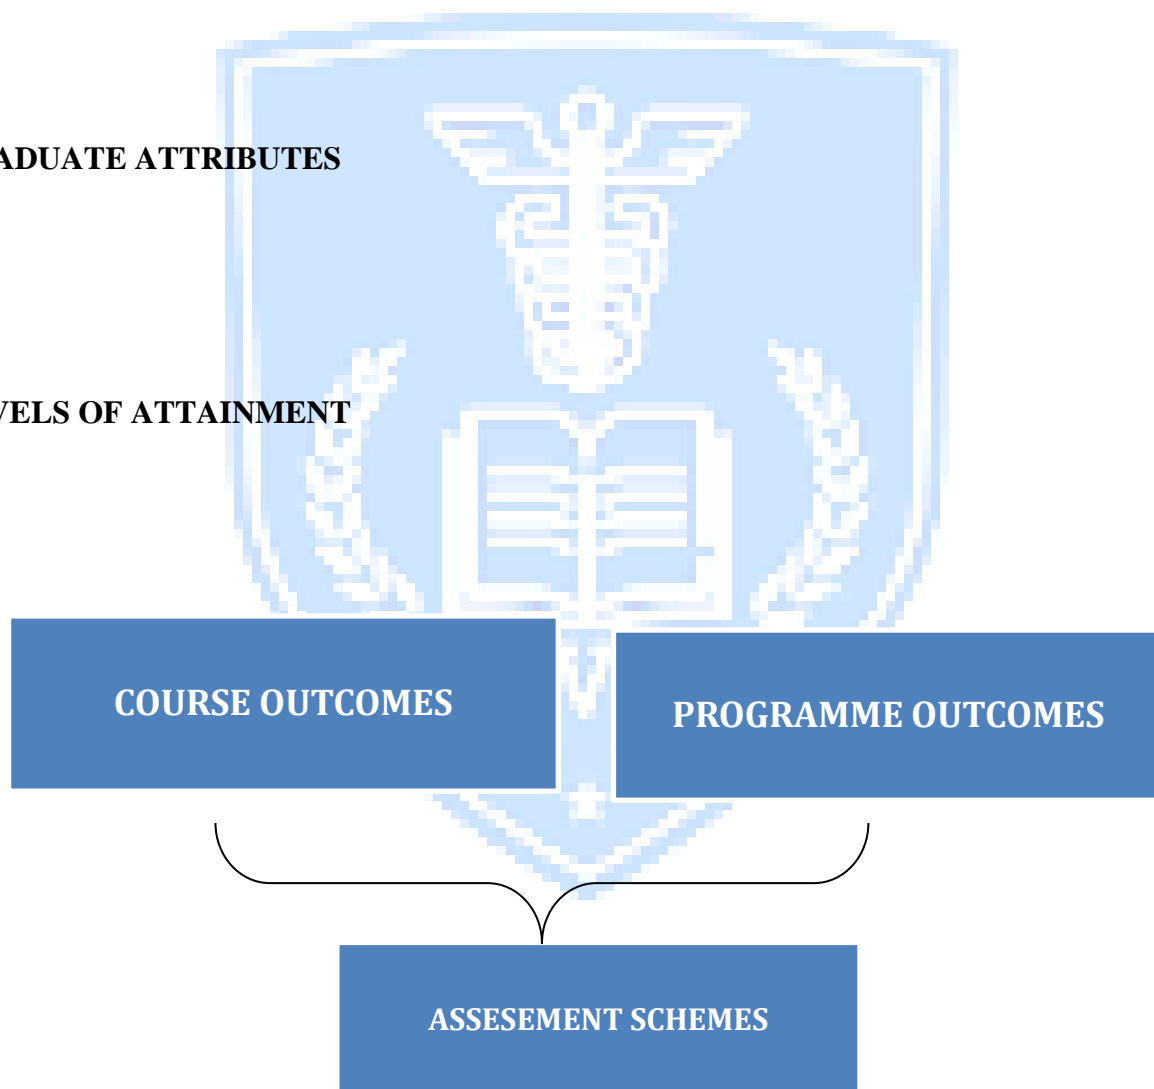 ADUATE ATTRIBUTES
VELS OF ATTAINMENT
COURSE OUTCOMES
PROGRAMME OUTCOMES
ASSESEMENT SCHEMES